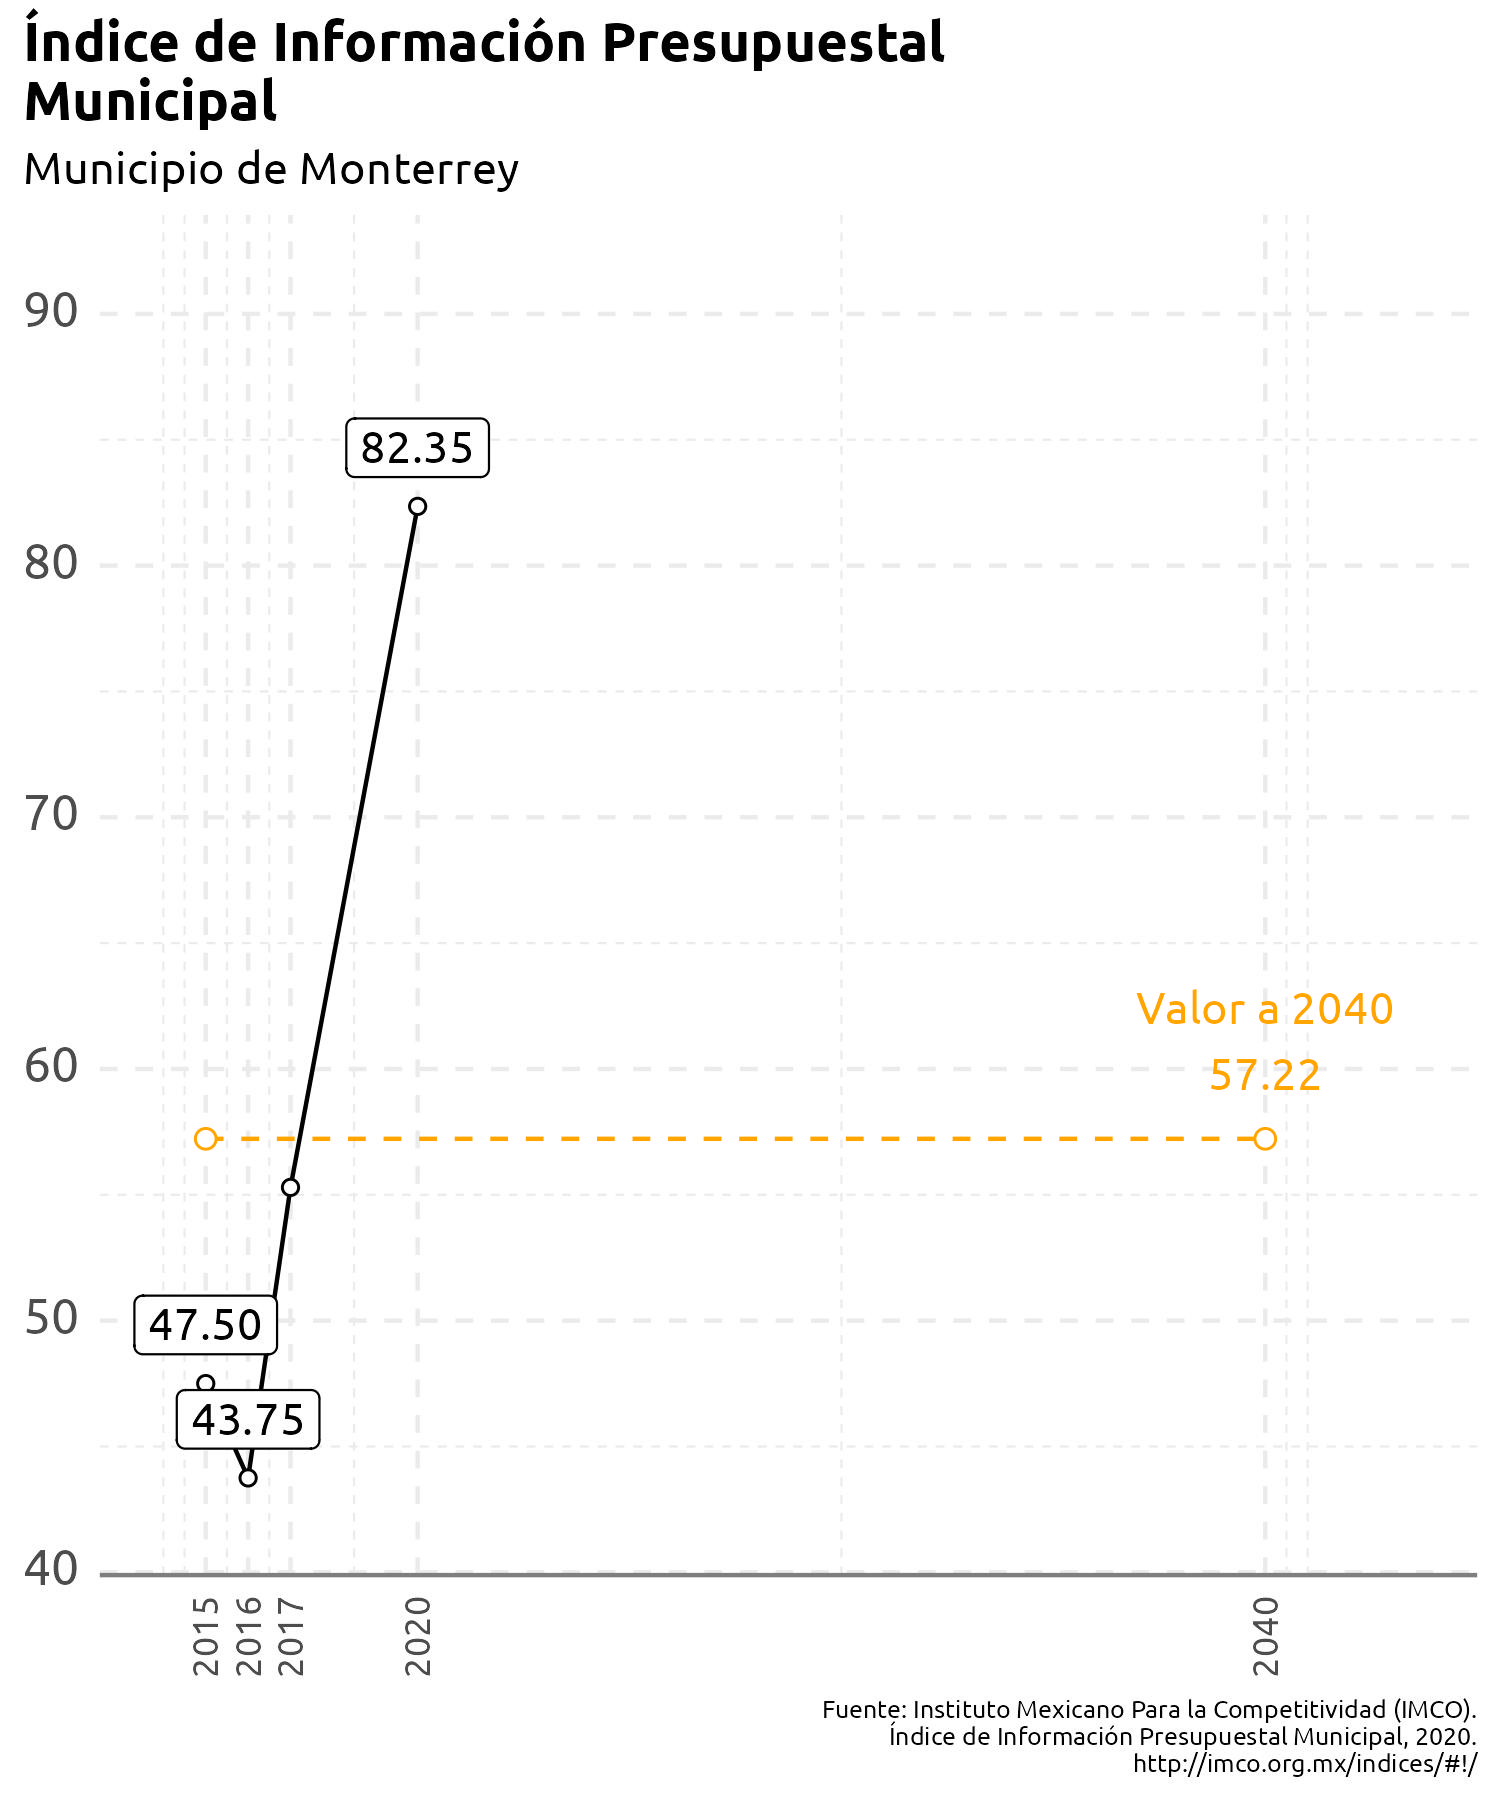 Índice de Información Presupuestal
Municipal
Municipio de Monterrey
90
82.35
80
70
Valor a 2040
60
57.22
50
47.50
43.75
40
2015
2016
2017
2020
2040
Fuente: Instituto Mexicano Para la Competitividad (IMCO).
Índice de Información Presupuestal Municipal, 2020.
http://imco.org.mx/indices/#!/